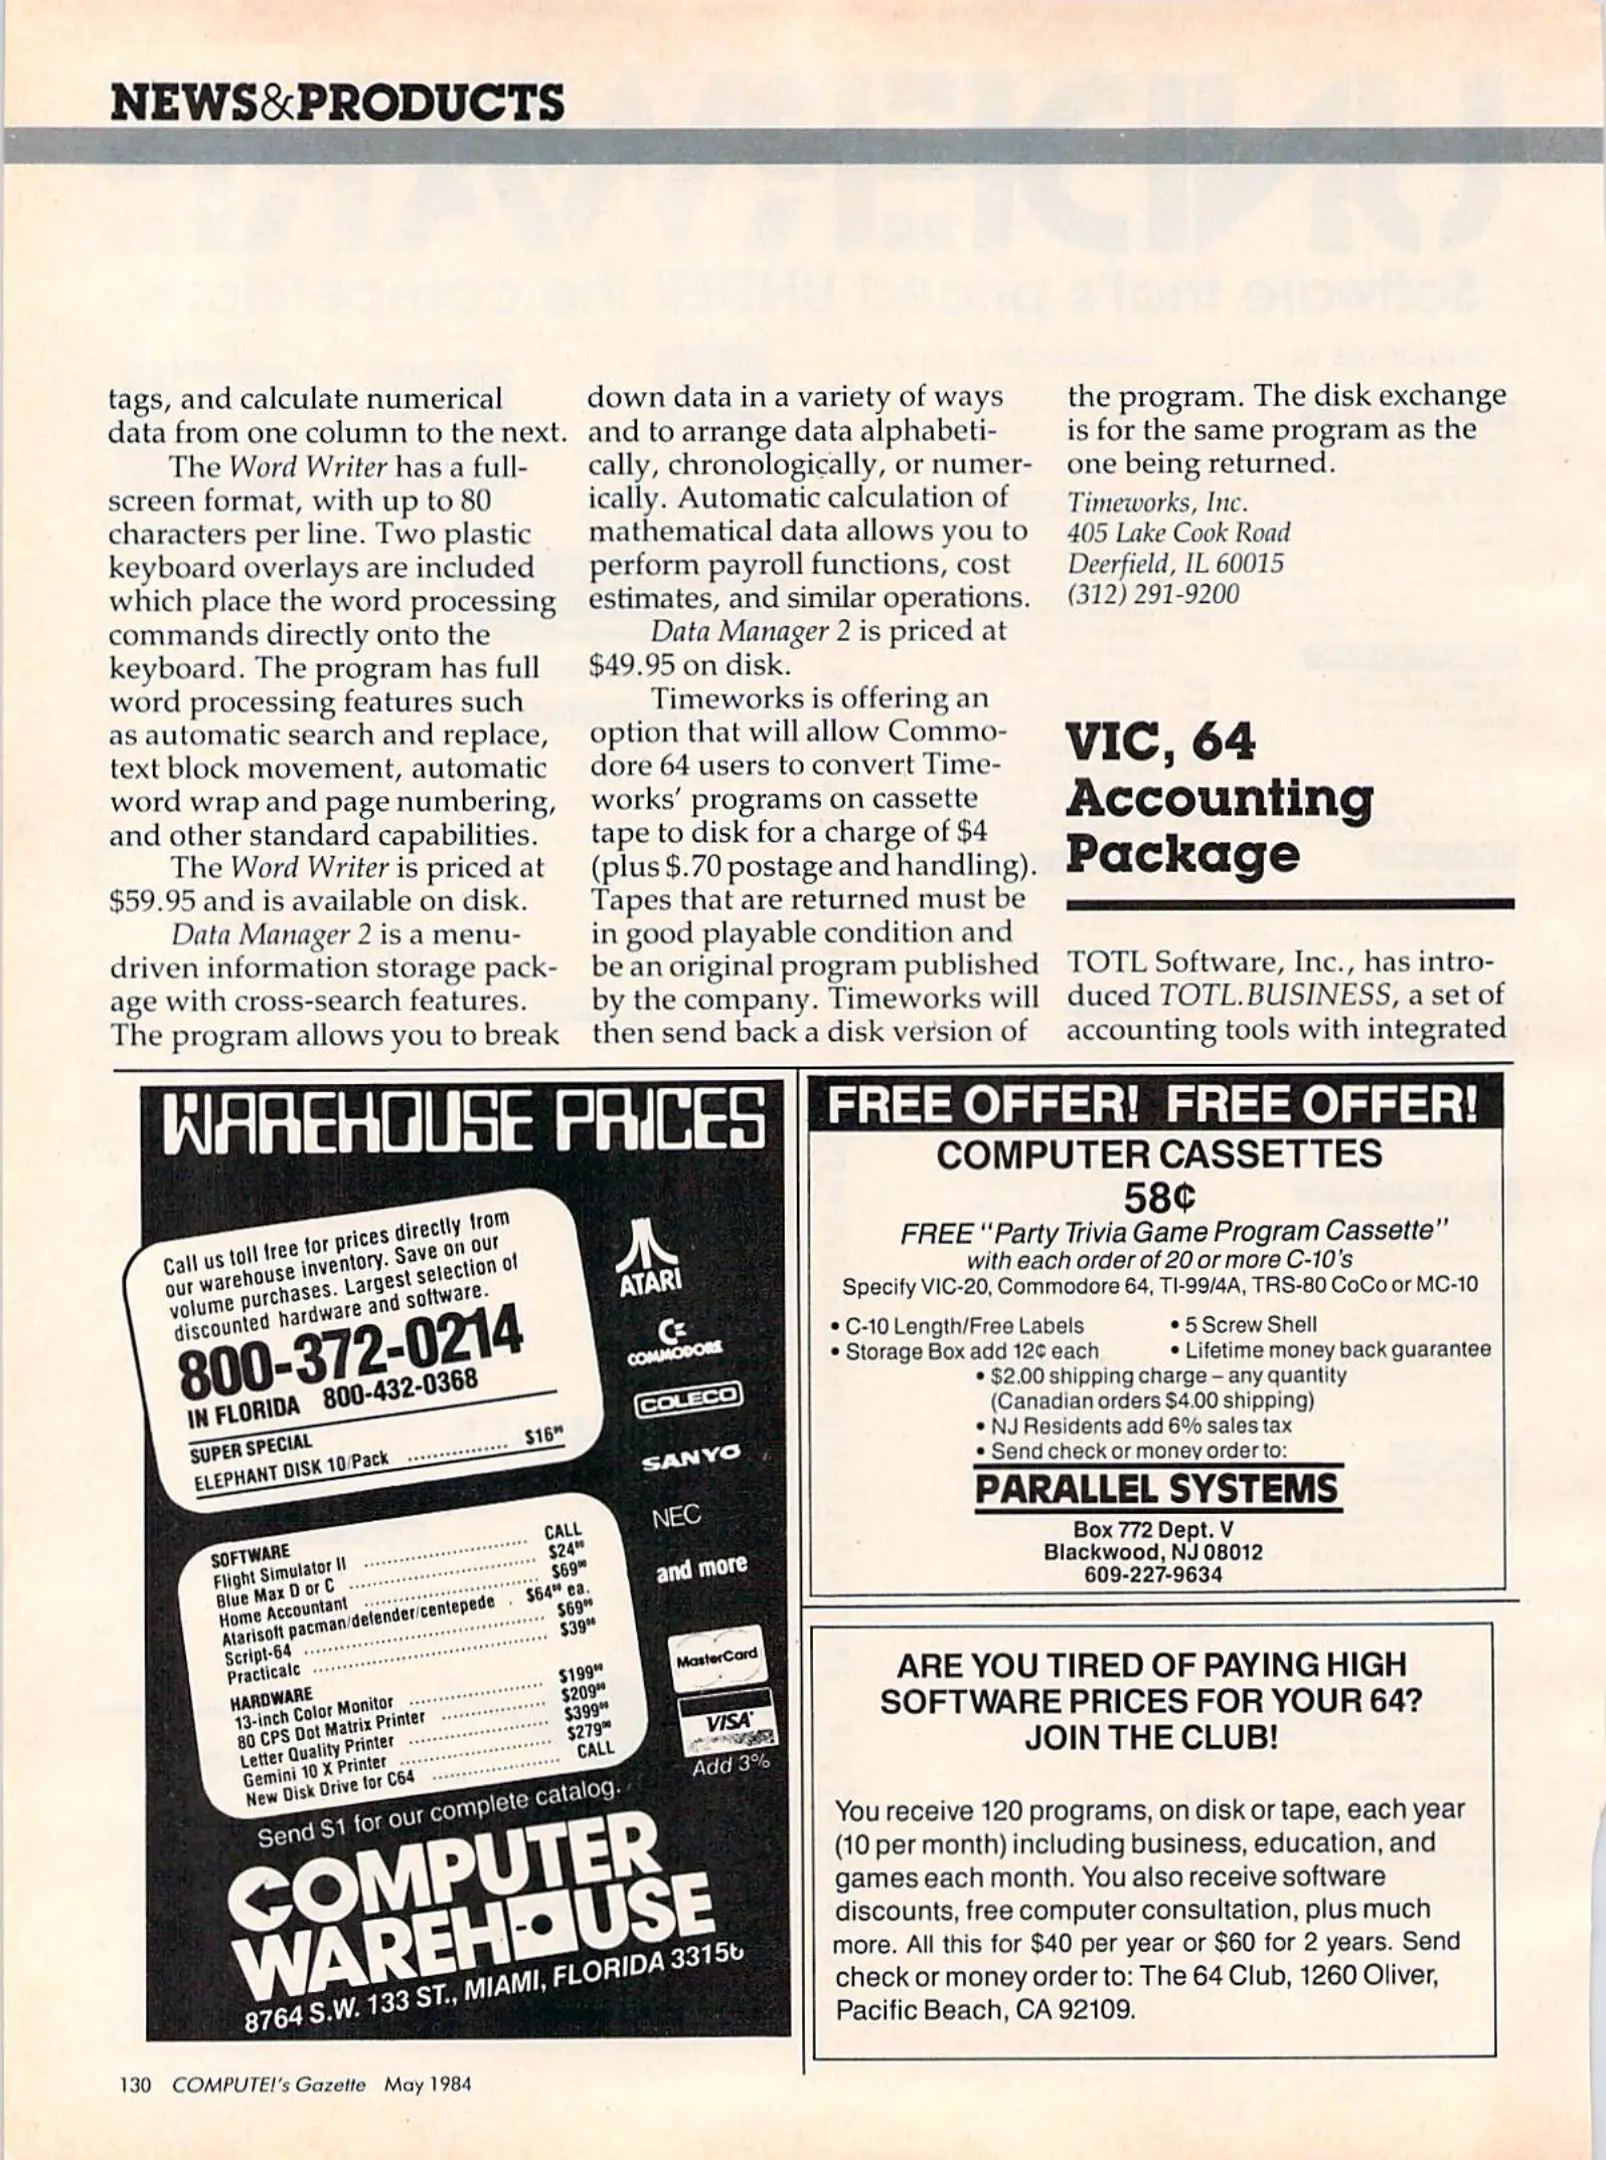 NEWS&PRODUCTS
tags, and calculate numerical
data from one column to the next.
The Word Writer has a full-
screen format, with up to 80
characters per line. Two plastic
keyboard overlays are included
which place the word processing
commands directly onto the
keyboard. The program has full
word processing features such
as automatic search and replace,
text block movement, automatic
word wrap and page numbering,
and other standard capabilities.
The Word Writer is priced at
$59.95 and is available on disk.
Data Manager 2 is a menu-
driven information storage pack-
age with cross-search features.
The program allows you to break
down data in a variety of ways
and to arrange data alphabeti-
cally, chronologically, or numer-
ically. Automatic calculation of
mathematical data allows you to
perform payroll functions, cost
estimates, and similar operations.
Data Manager 2 is priced at
$49.95 on disk.
Timeworks is offering an
option that will allow Commo-
dore 64 users to convert Time-
works' programs on cassette
tape to disk for a charge of $4
(plus $.70 postage and handling).
Tapes that are returned must be
in good playable condition and
be an original program published
by the company. Timeworks will
then send back a disk version of
the program. The disk exchange
is for the same program as the
one being returned.
Timeworks, Inc.
405 Lake Cook Road
Deerfield, IL 60015
(312) 291-9200
VIC, 64
Accounting
Package
TOTL Software, Inc., has intro-
duced TOTL.BUSINESS, a set of
accounting tools with integrated
WAREHOUSE PRICES
Call us toll free for prices directly from
our warehouse inventory. Save on our
volume purchases. Largest selection of
discounted hardware and software.
800-372-0214
IN FLORIDA 800-432-0368
SUPER SPECIAL
ELEPHANT DISK 10/Pack ............... $16
SOFTWARE
Flight Simulator II ............... CALL
Blue Max D or C ............... $24
Home Accountant ............... $69
Atarisoft pacman/defender/centepede . $64 ea.
Script-64 ............... $69
Practicalc ............... $39
HARDWARE
13-inch Color Monitor ............... $199
80 CPS Dot Matrix Printer ............... $209
Letter Quality Printer ............... $399
Gemini 10 X Printer ............... $279
New Disk Drive for C64 ............... CALL
ATARI
COMMODORE
COLECO
SANYO
NEC
and more
MasterCard
VISA
Add 3%
Send $1 for our complete catalog.
COMPUTER
WAREHOUSE
8764 S.W. 133 ST., MIAMI, FLORIDA 33156
FREE OFFER! FREE OFFER!
COMPUTER CASSETTES
58¢
FREE "Party Trivia Game Program Cassette"
with each order of 20 or more C-10's
Specify VIC-20, Commodore 64, TI-99/4A, TRS-80 CoCo or MC-10
• C-10 Length/Free Labels • 5 Screw Shell
• Storage Box add 12¢ each • Lifetime money back guarantee
• $2.00 shipping charge – any quantity
(Canadian orders $4.00 shipping)
• NJ Residents add 6% sales tax
• Send check or money order to:
PARALLEL SYSTEMS
Box 772 Dept. V
Blackwood, NJ 08012
609-227-9634
ARE YOU TIRED OF PAYING HIGH
SOFTWARE PRICES FOR YOUR 64?
JOIN THE CLUB!
You receive 120 programs, on disk or tape, each year
(10 per month) including business, education, and
games each month. You also receive software
discounts, free computer consultation, plus much
more. All this for $40 per year or $60 for 2 years. Send
check or money order to: The 64 Club, 1260 Oliver,
Pacific Beach, CA 92109.
130 COMPUTE!'s Gazette May 1984